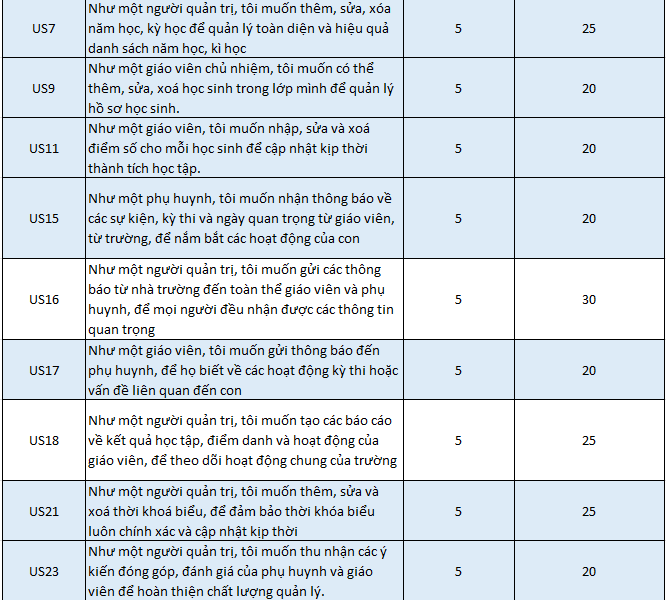 Như một người quản trị, tôi muốn thêm, sửa, xóa
US7 năm học, kỳ học để quản lý toàn diện và hiệu quả 5 25
danh sách năm học, kì học
Như một giáo viên chủ nhiệm, tôi muốn có thể
US9 thêm, sửa, xoá học sinh trong lớp mình để quản lý 5 20
hồ sơ học sinh.
Như một giáo viên, tôi muốn nhập, sửa và xoá
US11 điểm số cho mỗi học sinh để cập nhật kịp thời 5 20
thành tích học tập.
Như một phụ huynh, tôi muốn nhận thông báo về
US15 các sự kiện, kỳ thi và ngày quan trọng từ giáo viên, 5 20
từ trường, để nắm bắt các hoạt động của con
Như một người quản trị, tôi muốn gửi các thông
báo từ nhà trường đến toàn thể giáo viên và phụ
US16 5 30
huynh, để mọi người đều nhận được các thông tin
quan trọng
Như một giáo viên, tôi muốn gửi thông báo đến
US17 phụ huynh, để họ biết về các hoạt động kỳ thi hoặc 5 20
vấn đề liên quan đến con
Như một người quản trị, tôi muốn tạo các báo cáo
US18 về kết quả học tập, điểm danh và hoạt động của 5 25
giáo viên, để theo dõi hoạt động chung của trường
Như một người quản trị, tôi muốn thêm, sửa và
US21 xoá thời khoá biểu, để đảm bảo thời khóa biểu 5 25
luôn chính xác và cập nhật kịp thời
Như một người quản trị, tôi muốn thu nhận các ý
US23 kiến đóng góp, đánh giá của phụ huynh và giáo 5 20
viên để hoàn thiện chất lượng quản lý.